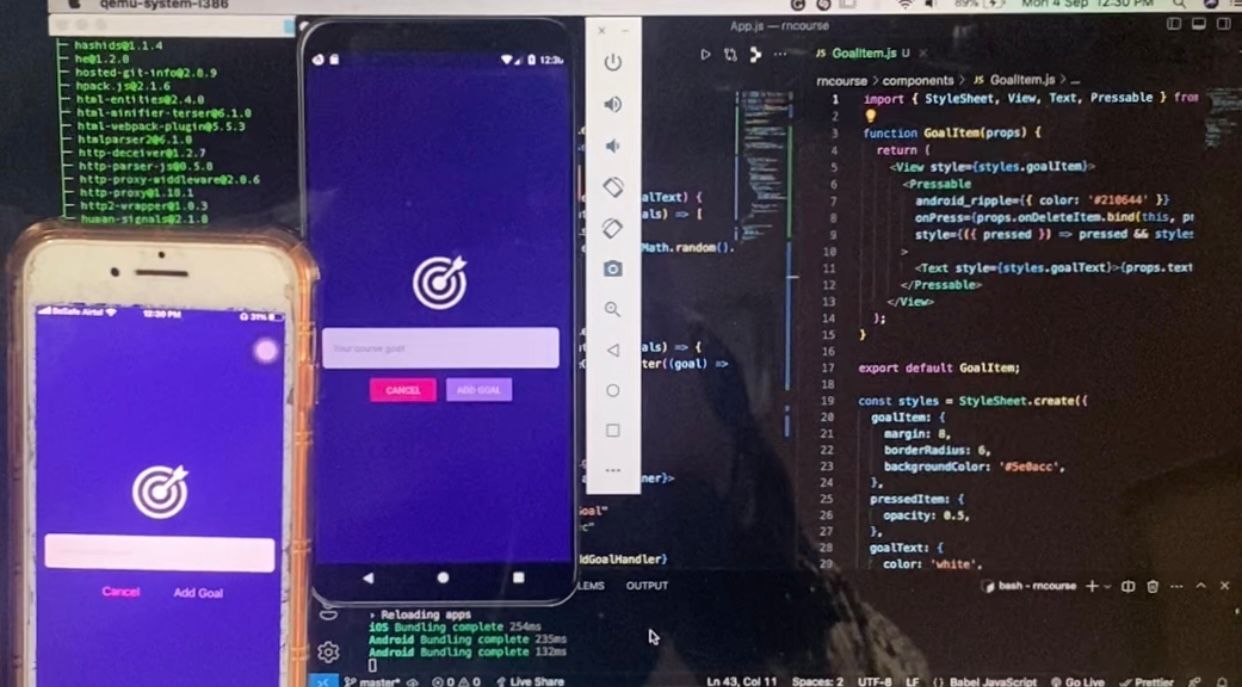 qemu-system-i386
89%
Mon 4 Sep 12:30 PM
hashids@1.1.4
he@1.2.0
hosted-git-info@2.8.9
hpack.js@2.1.6
html-entities@2.4.0
html-minifier-terser@6.1.0
html-webpack-plugin@5.5.3
htmlparser2@6.1.0
http-deceiver@1.2.7
http-parser-js@0.5.8
http-proxy-middleware@2.0.6
http-proxy@1.18.1
http2-wrapper@1.0.3
human-signals@2.1.0
BeSafe Airtel 12:30 PM 31%
Cancel Add Goal
Your course goal
CANCEL ADD GOAL
App.js — rncourse
alText) {
als) => [
Math.random().
als) => {
ter((goal) =>
ner}>
Goal"
dGoalHandler}
JS GoalItem.js U
rncourse > components > JS GoalItem.js > ...
1 import { StyleSheet, View, Text, Pressable } from
2
3 function GoalItem(props) {
4 return (
5 <View style={styles.goalItem}>
6 <Pressable
7 android_ripple={{ color: '#210644' }}
8 onPress={props.onDeleteItem.bind(this, pr
9 style={({ pressed }) => pressed && styles
10 >
11 <Text style={styles.goalText}>{props.text
12 </Pressable>
13 </View>
14 );
15 }
16
17 export default GoalItem;
18
19 const styles = StyleSheet.create({
20 goalItem: {
21 margin: 8,
22 borderRadius: 6,
23 backgroundColor: '#5e0acc',
24 },
25 pressedItem: {
26 opacity: 0.5,
27 },
28 goalText: {
29 color: 'white',
LEMS OUTPUT
bash - rncourse
› Reloading apps
iOS Bundling complete 254ms
Android Bundling complete 235ms
Android Bundling complete 132ms
master* 0 0 Live Share Ln 43, Col 11 Spaces: 2 UTF-8 LF {} Babel JavaScript Go Live Prettier